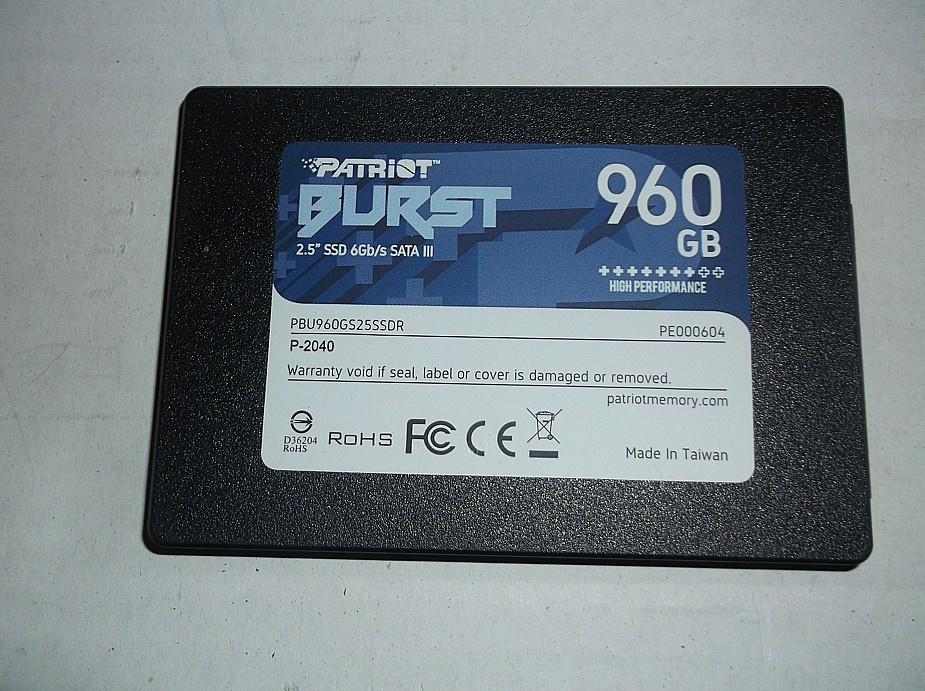 PATRIOT™
BURST
2.5" SSD 6Gb/s SATA III
960
GB
HIGH PERFORMANCE
PBU960GS25SSDR
PE000604
P-2040
Warranty void if seal, label or cover is damaged or removed.
patriotmemory.com
D36204
RoHS
RoHS
FC
CE
Made In Taiwan